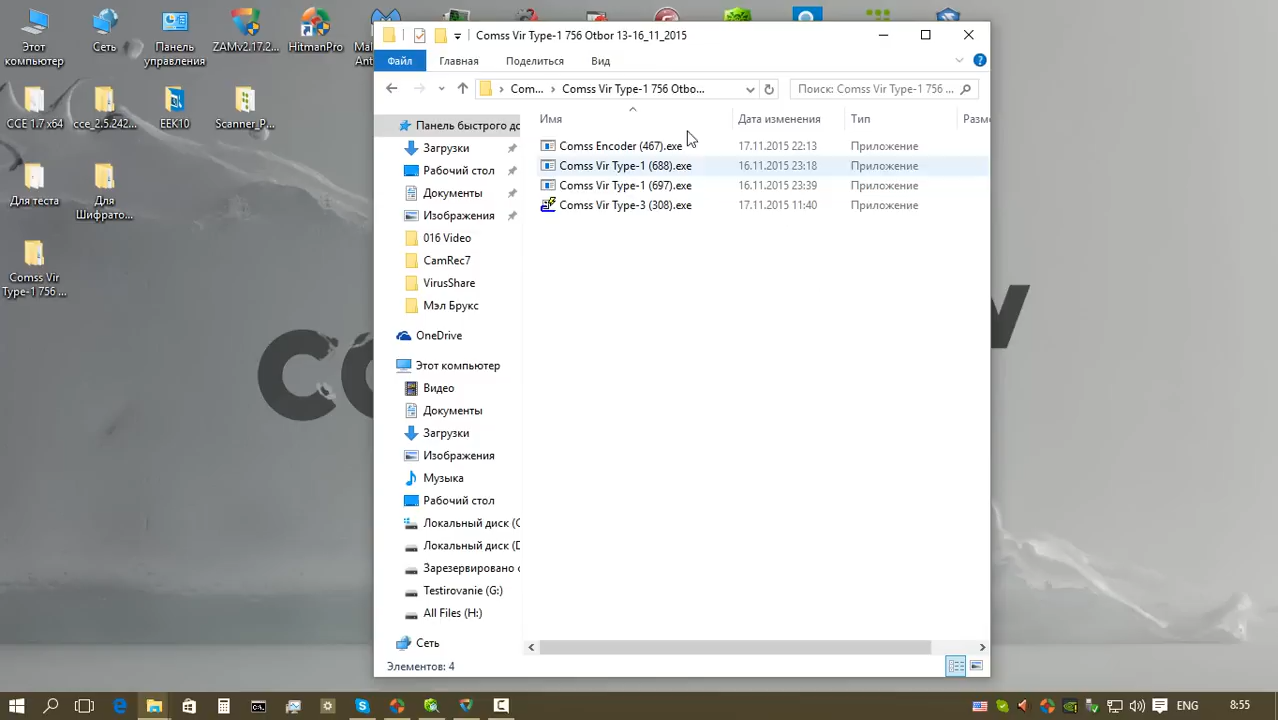 Этот компьютер
Сеть
Панель управления
ZAMv2.17.2...
HitmanPro
CCE 1.7 x64
cce_2.5.242...
EEK10
Scanner_P...
Для теста
Для Шифрато...
Comss Vir Type-1 756 ...
Comss Vir Type-1 756 Otbor 13-16_11_2015
Файл
Главная
Поделиться
Вид
Com...
Comss Vir Type-1 756 Otbo...
Поиск: Comss Vir Type-1 756 ...
Панель быстрого до
Загрузки
Рабочий стол
Документы
Изображения
016 Video
CamRec7
VirusShare
Мэл Брукс
OneDrive
Этот компьютер
Видео
Документы
Загрузки
Изображения
Музыка
Рабочий стол
Локальный диск (C
Локальный диск (D
Зарезервировано с
Testirovanie (G:)
All Files (H:)
Сеть
Имя
Дата изменения
Тип
Разме
Comss Encoder (467).exe 17.11.2015 22:13 Приложение
Comss Vir Type-1 (688).exe 16.11.2015 23:18 Приложение
Comss Vir Type-1 (697).exe 16.11.2015 23:39 Приложение
Comss Vir Type-3 (308).exe 17.11.2015 11:40 Приложение
Элементов: 4
ENG
8:55